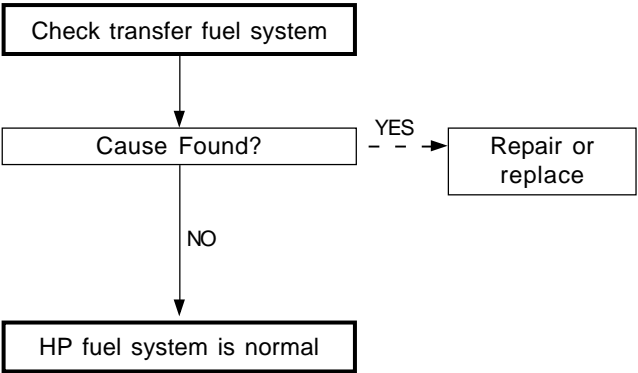 Check transfer fuel system
Cause Found?
YES
Repair or
replace
NO
HP fuel system is normal